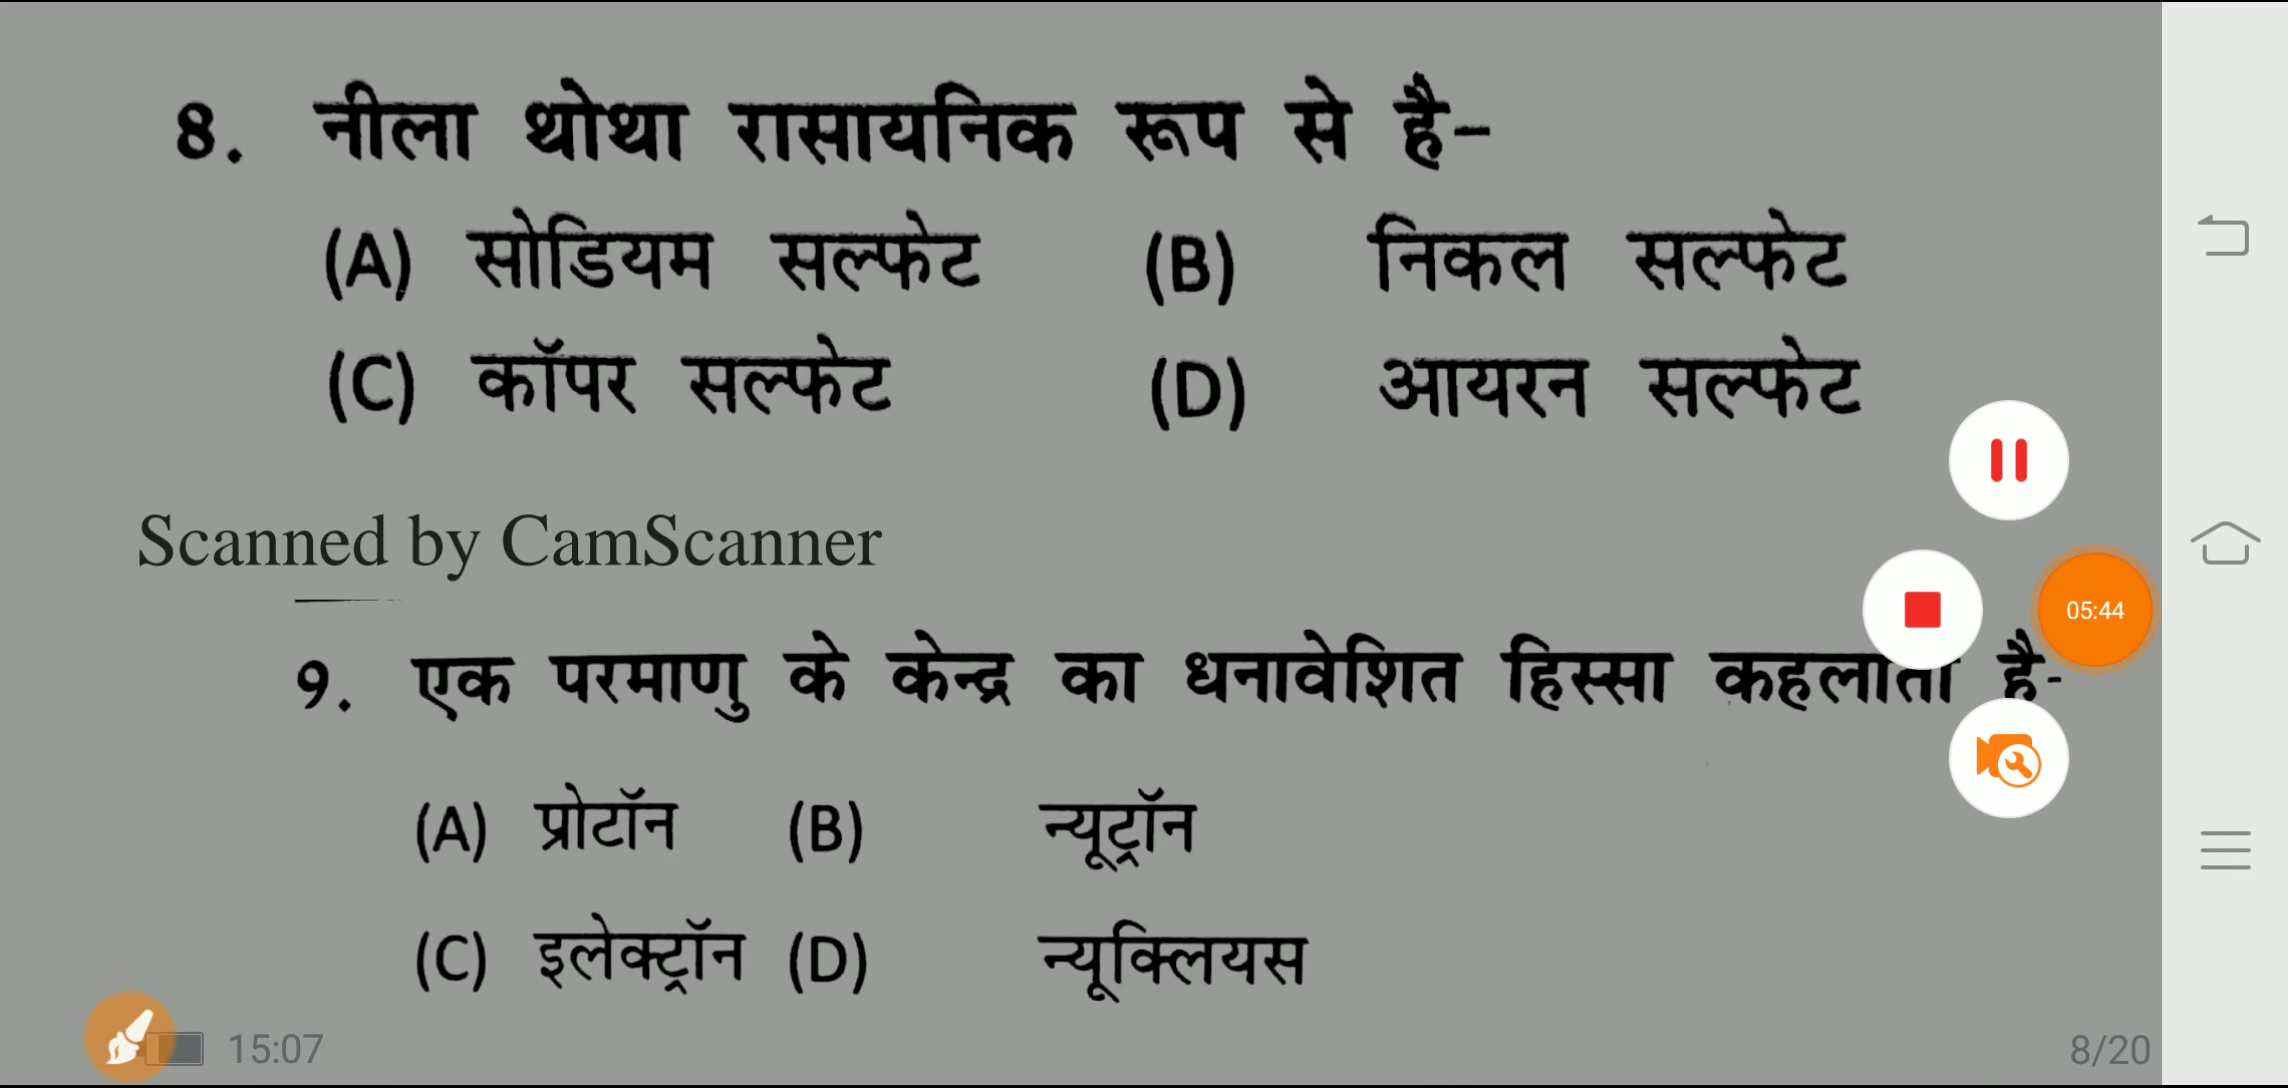 8. नीला थोथा रासायनिक रूप से है-
(A) सोडियम सल्फेट (B) निकल सल्फेट
(C) कॉपर सल्फेट (D) आयरन सल्फेट
Scanned by CamScanner
05:44
9. एक परमाणु के केन्द्र का धनावेशित हिस्सा कहलाता है-
(A) प्रोटॉन (B) न्यूट्रॉन
(C) इलेक्ट्रॉन (D) न्यूक्लियस
15:07 8/20